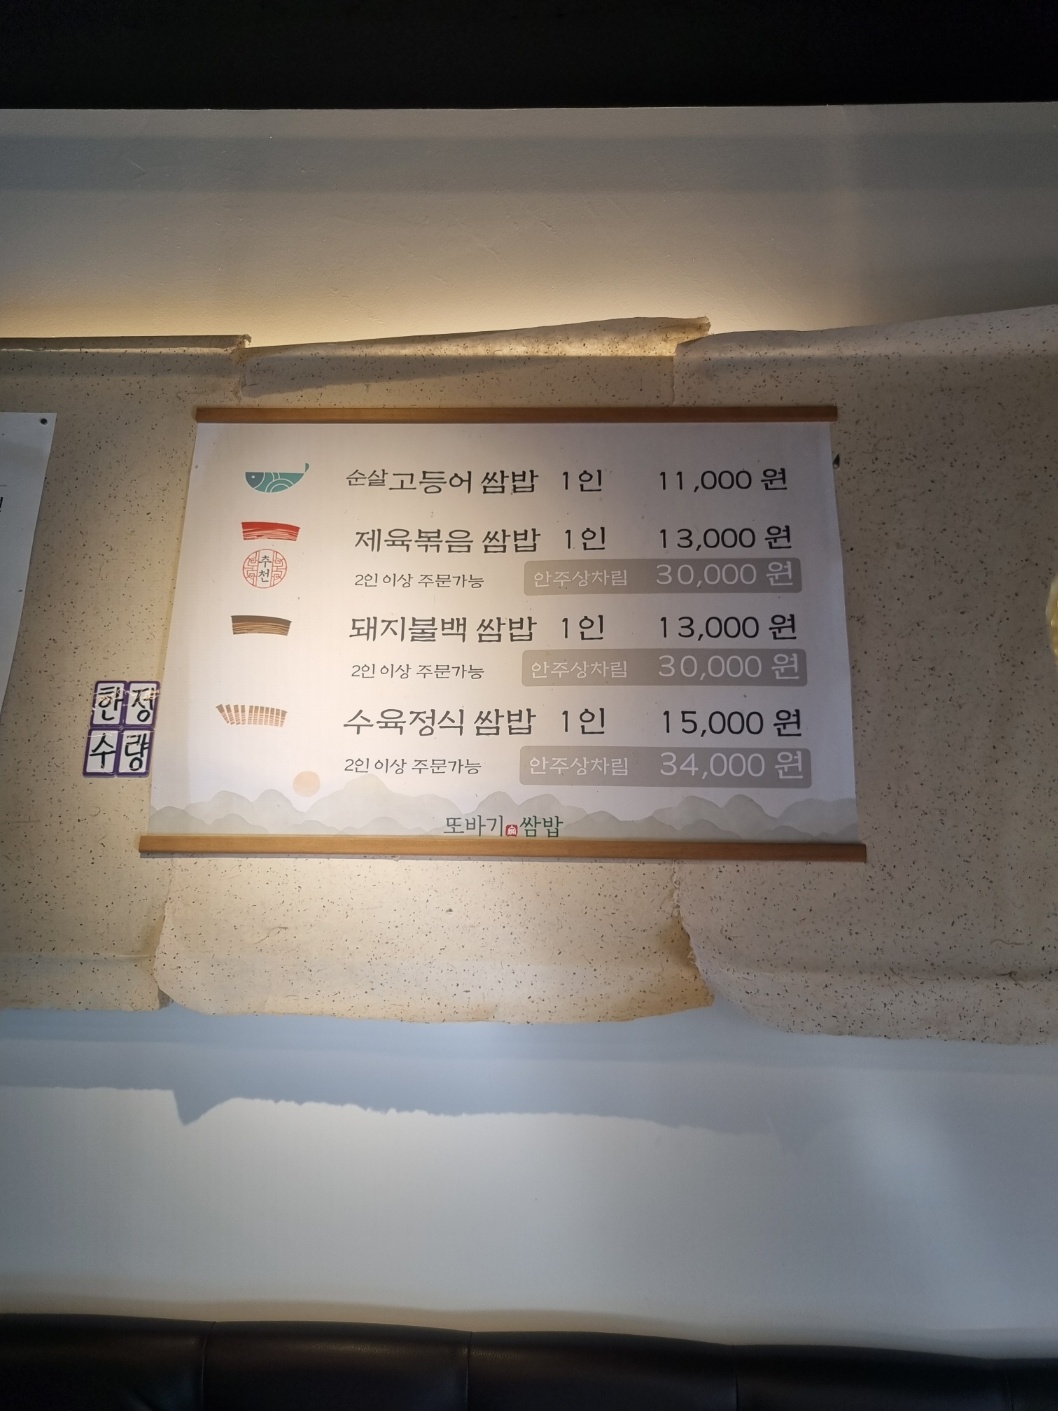 순살고등어 쌈밥 1인 11,000 원
제육볶음 쌈밥 1인 13,000 원
추천
2인 이상 주문가능 안주상차림 30,000 원
돼지불백 쌈밥 1인 13,000 원
2인 이상 주문가능 안주상차림 30,000 원
한정
수량
수육정식 쌈밥 1인 15,000 원
2인 이상 주문가능 안주상차림 34,000 원
또바기 쌈밥